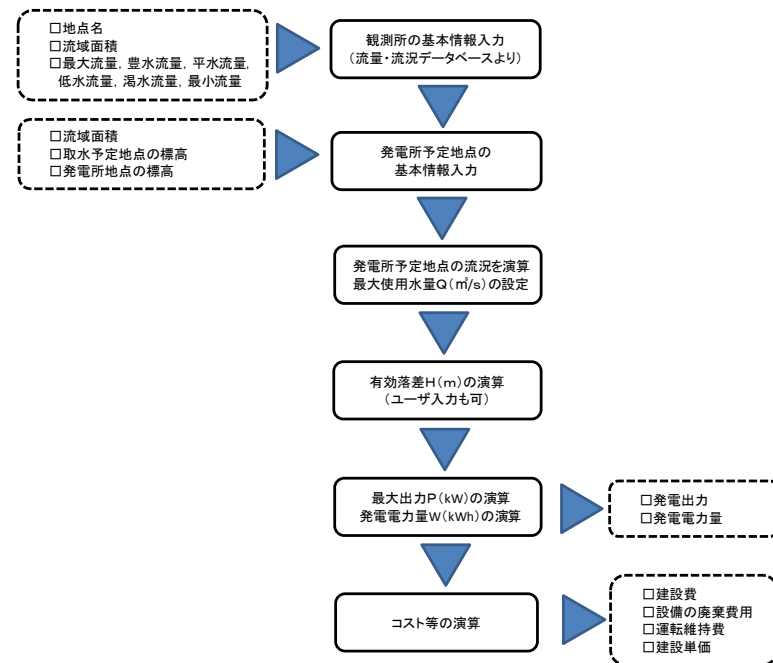 □地点名
□流域面積
□最大流量，豊水流量，平水流量，
低水流量，渇水流量，最小流量
観測所の基本情報入力
（流量・流況データベースより）
□流域面積
□取水予定地点の標高
□発電所地点の標高
発電所予定地点の
基本情報入力
発電所予定地点の流況を演算
最大使用水量Ｑ（㎥/s）の設定
有効落差Ｈ（ｍ）の演算
（ユーザ入力も可）
最大出力Ｐ（kW）の演算
発電電力量Ｗ（kWh）の演算
□発電出力
□発電電力量
コスト等の演算
□建設費
□設備の廃棄費用
□運転維持費
□建設単価